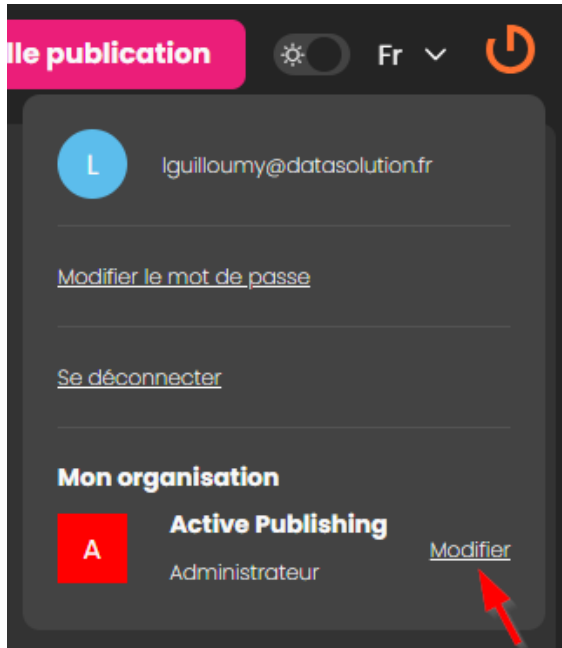 lle publication
Fr
L
lguilloumy@datasolution.fr
Modifier le mot de passe
Se déconnecter
Mon organisation
A
Active Publishing
Administrateur
Modifier